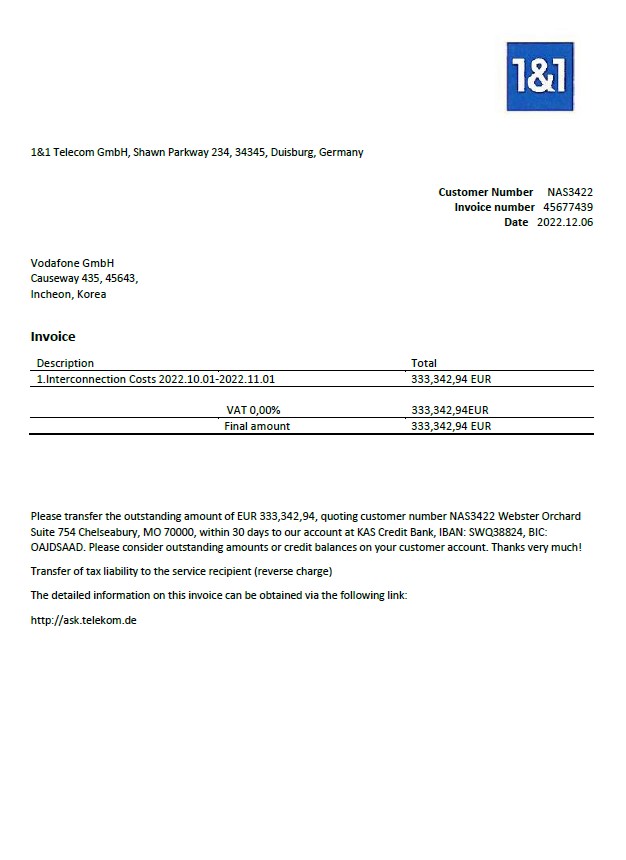 1&1
1&1 Telecom GmbH, Shawn Parkway 234, 34345, Duisburg, Germany
Customer Number NAS3422
Invoice number 45677439
Date 2022.12.06
Vodafone GmbH
Causeway 435, 45643,
Incheon, Korea
Invoice
Description Total
1.Interconnection Costs 2022.10.01-2022.11.01 333,342,94 EUR
VAT 0,00% 333,342,94EUR
Final amount 333,342,94 EUR
Please transfer the outstanding amount of EUR 333,342,94, quoting customer number NAS3422 Webster Orchard
Suite 754 Chelseabury, MO 70000, within 30 days to our account at KAS Credit Bank, IBAN: SWQ38824, BIC:
OAJDSAAD. Please consider outstanding amounts or credit balances on your customer account. Thanks very much!
Transfer of tax liability to the service recipient (reverse charge)
The detailed information on this invoice can be obtained via the following link:
http://ask.telekom.de